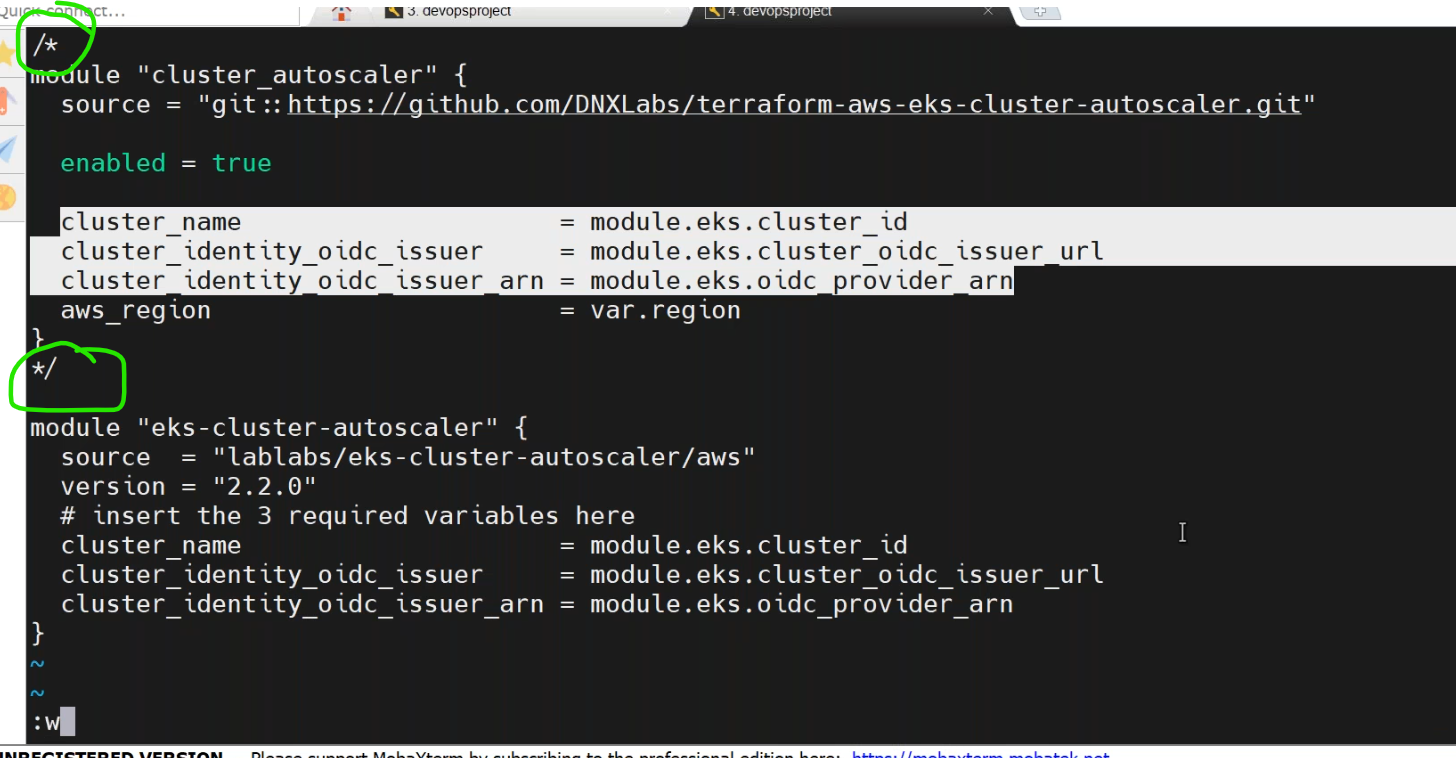 Quick connect...
3. devopsproject
4. devopsproject
/*
module "cluster_autoscaler" {
source = "git::https://github.com/DNXLabs/terraform-aws-eks-cluster-autoscaler.git"
enabled = true
cluster_name = module.eks.cluster_id
cluster_identity_oidc_issuer = module.eks.cluster_oidc_issuer_url
cluster_identity_oidc_issuer_arn = module.eks.oidc_provider_arn
aws_region = var.region
}
*/
module "eks-cluster-autoscaler" {
source = "lablabs/eks-cluster-autoscaler/aws"
version = "2.2.0"
# insert the 3 required variables here
cluster_name = module.eks.cluster_id
cluster_identity_oidc_issuer = module.eks.cluster_oidc_issuer_url
cluster_identity_oidc_issuer_arn = module.eks.oidc_provider_arn
}
~
~
:w
UNREGISTERED VERSION - Please support MobaXterm by subscribing to the professional edition here: https://mobaxterm.mobatek.net